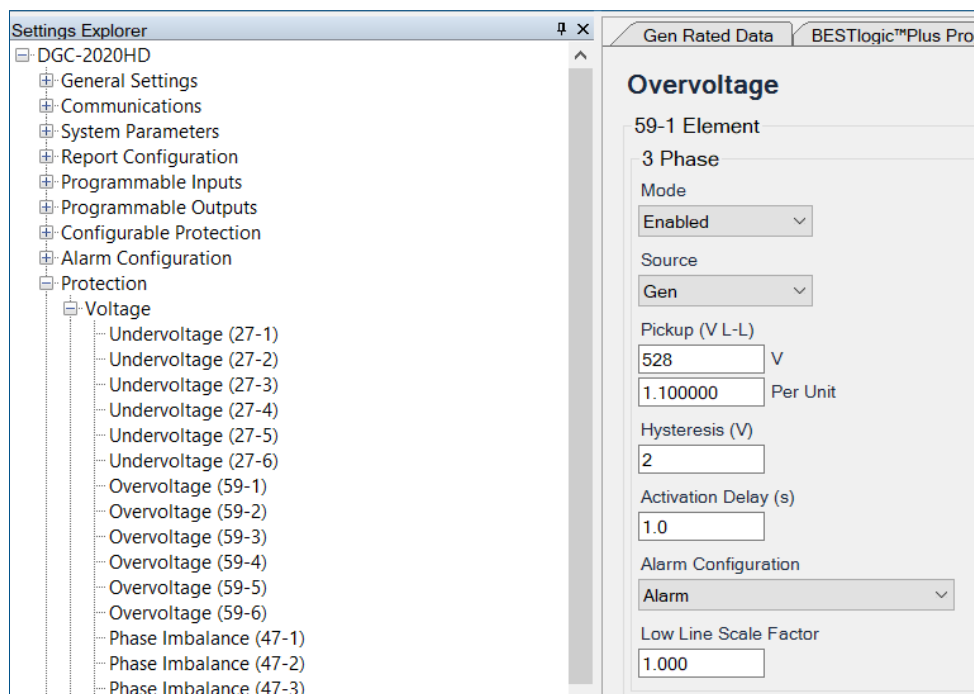 Settings Explorer
DGC-2020HD
General Settings
Communications
System Parameters
Report Configuration
Programmable Inputs
Programmable Outputs
Configurable Protection
Alarm Configuration
Protection
Voltage
Undervoltage (27-1)
Undervoltage (27-2)
Undervoltage (27-3)
Undervoltage (27-4)
Undervoltage (27-5)
Undervoltage (27-6)
Overvoltage (59-1)
Overvoltage (59-2)
Overvoltage (59-3)
Overvoltage (59-4)
Overvoltage (59-5)
Overvoltage (59-6)
Phase Imbalance (47-1)
Phase Imbalance (47-2)
Phase Imbalance (47-3)
Gen Rated Data
BESTlogic™Plus Pro
Overvoltage
59-1 Element
3 Phase
Mode
Enabled
Source
Gen
Pickup (V L-L)
528 V
1.100000 Per Unit
Hysteresis (V)
2
Activation Delay (s)
1.0
Alarm Configuration
Alarm
Low Line Scale Factor
1.000